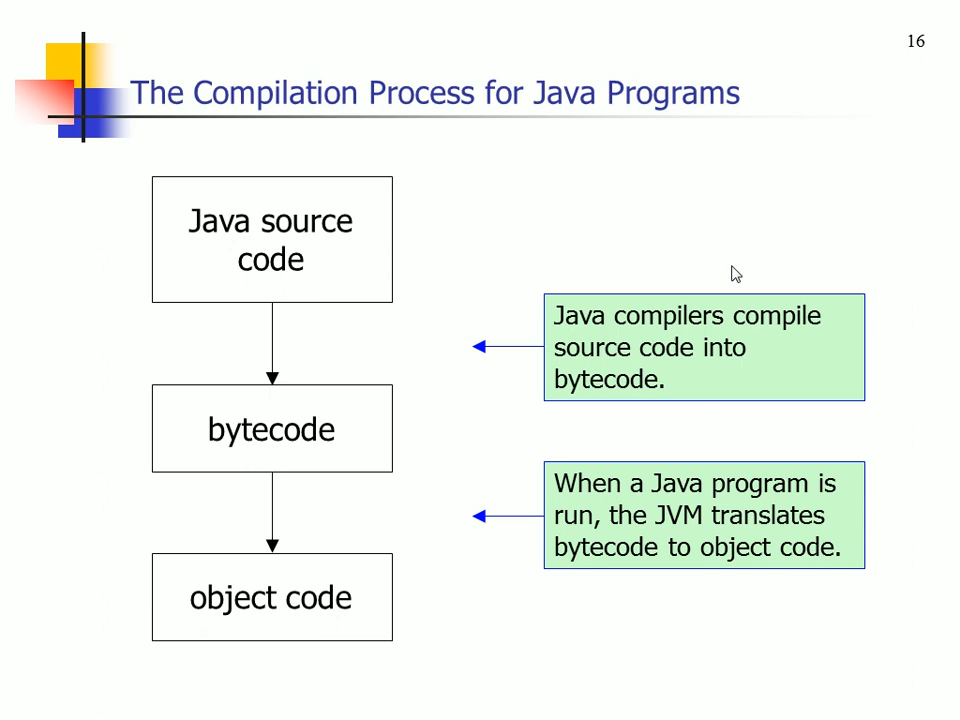 16
The Compilation Process for Java Programs
Java source
code
Java compilers compile
source code into
bytecode.
bytecode
When a Java program is
run, the JVM translates
bytecode to object code.
object code